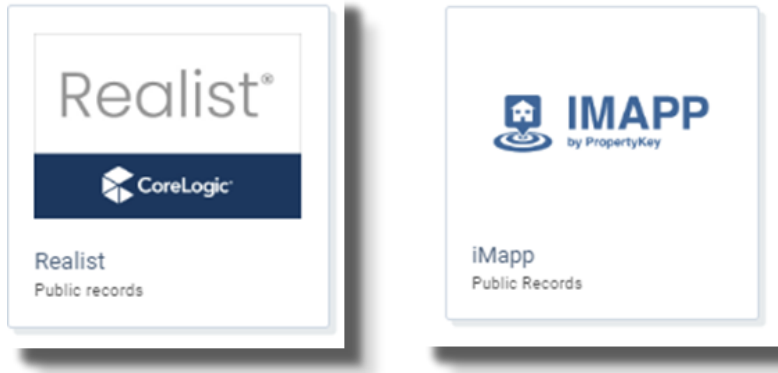 Realist®
CoreLogic
Realist
Public records
IMAPP
by PropertyKey
iMapp
Public Records